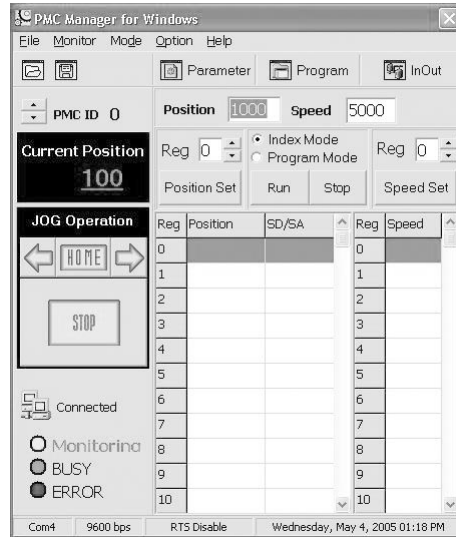 PMC Manager for Windows
File Monitor Mode Option Help
Parameter Program InOut
PMC ID 0
Position 1000 Speed 5000
Current Position
100
Reg 0
Index Mode
Program Mode
Reg 0
Position Set Run Stop Speed Set
JOG Operation
HOME
STOP
Reg Position SD/SA Reg Speed
0 0
1 1
2 2
3 3
4 4
5 5
6 6
7 7
8 8
9 9
10 10
Connected
Monitoring
BUSY
ERROR
Com4 9600 bps RTS Disable Wednesday, May 4, 2005 01:18 PM